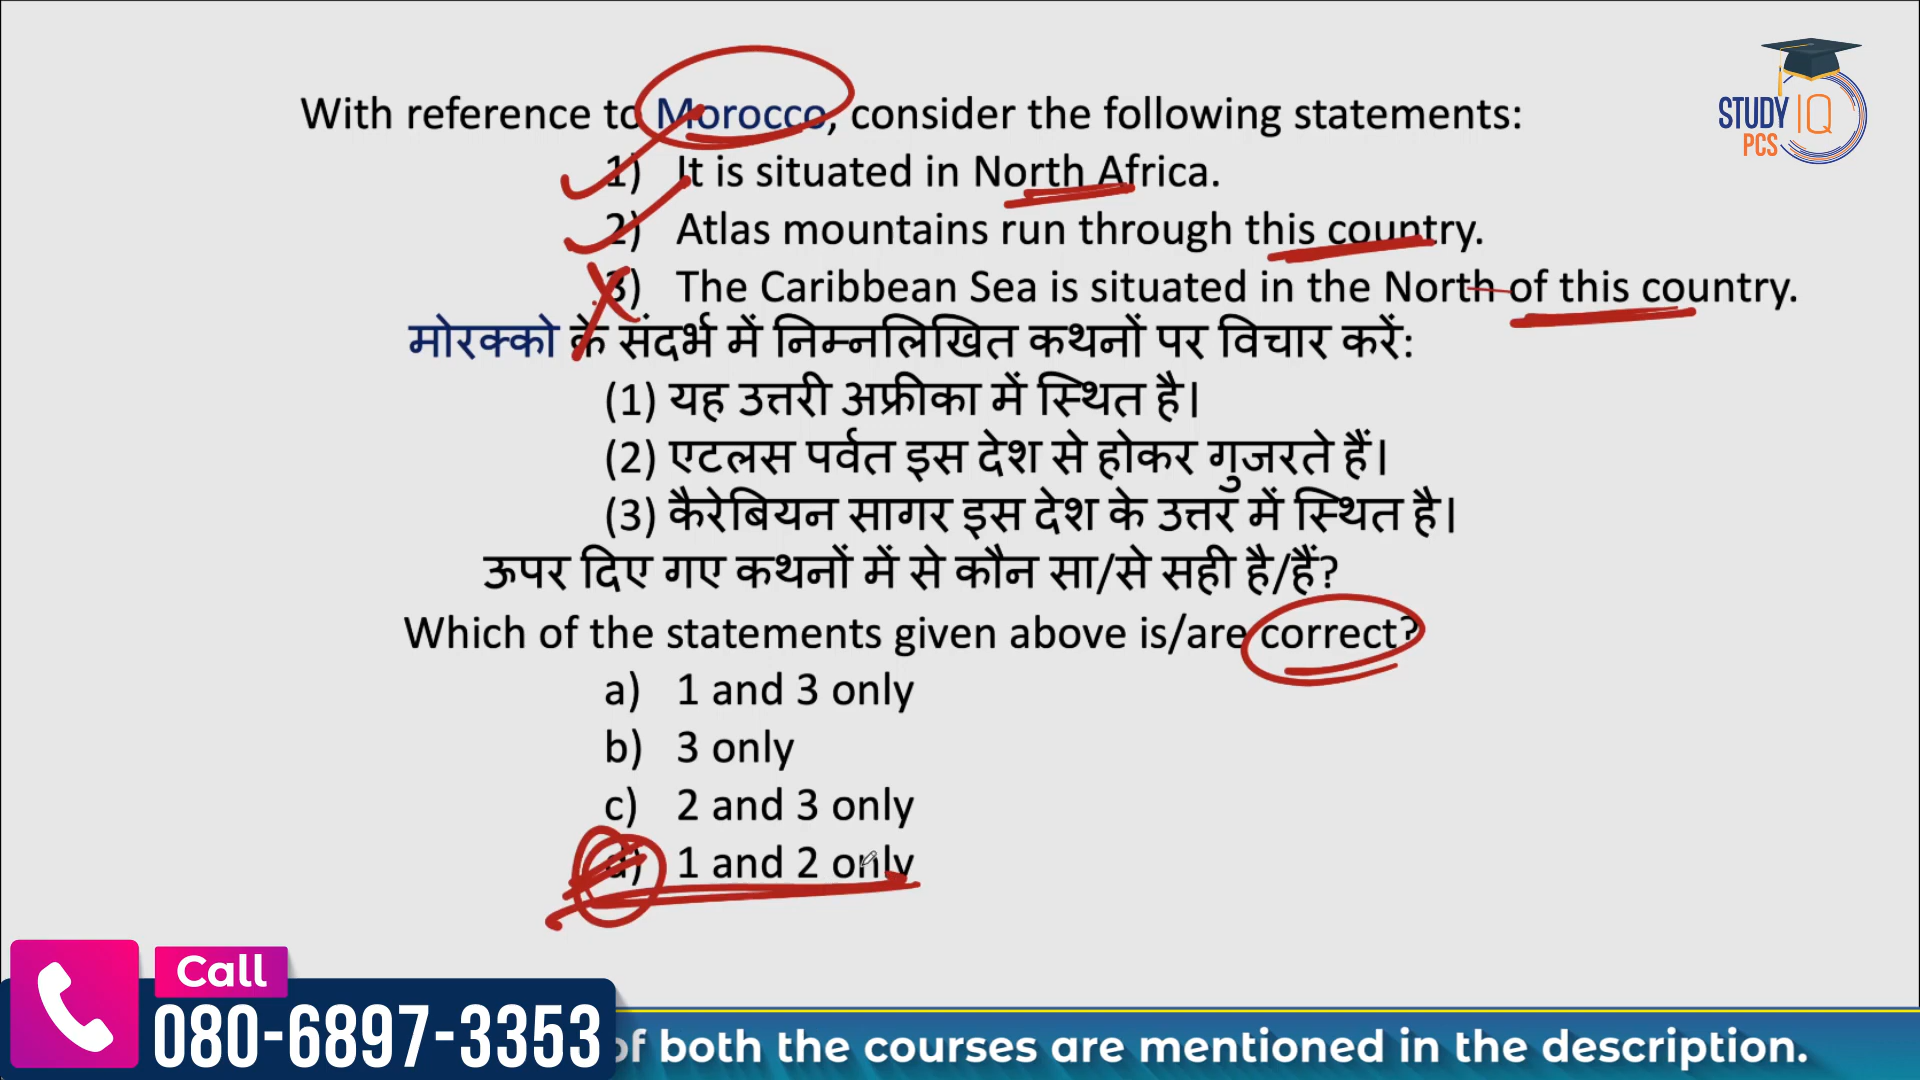 With reference to Morocco, consider the following statements:
1) It is situated in North Africa.
2) Atlas mountains run through this country.
3) The Caribbean Sea is situated in the North of this country.
मोरक्को के संदर्भ में निम्नलिखित कथनों पर विचार करें:
(1) यह उत्तरी अफ्रीका में स्थित है।
(2) एटलस पर्वत इस देश से होकर गुजरते हैं।
(3) कैरेबियन सागर इस देश के उत्तर में स्थित है।
ऊपर दिए गए कथनों में से कौन सा/से सही है/हैं?
Which of the statements given above is/are correct?
a) 1 and 3 only
b) 3 only
c) 2 and 3 only
d) 1 and 2 only
STUDY IQ
PCS
Call
080-6897-3353
of both the courses are mentioned in the description.